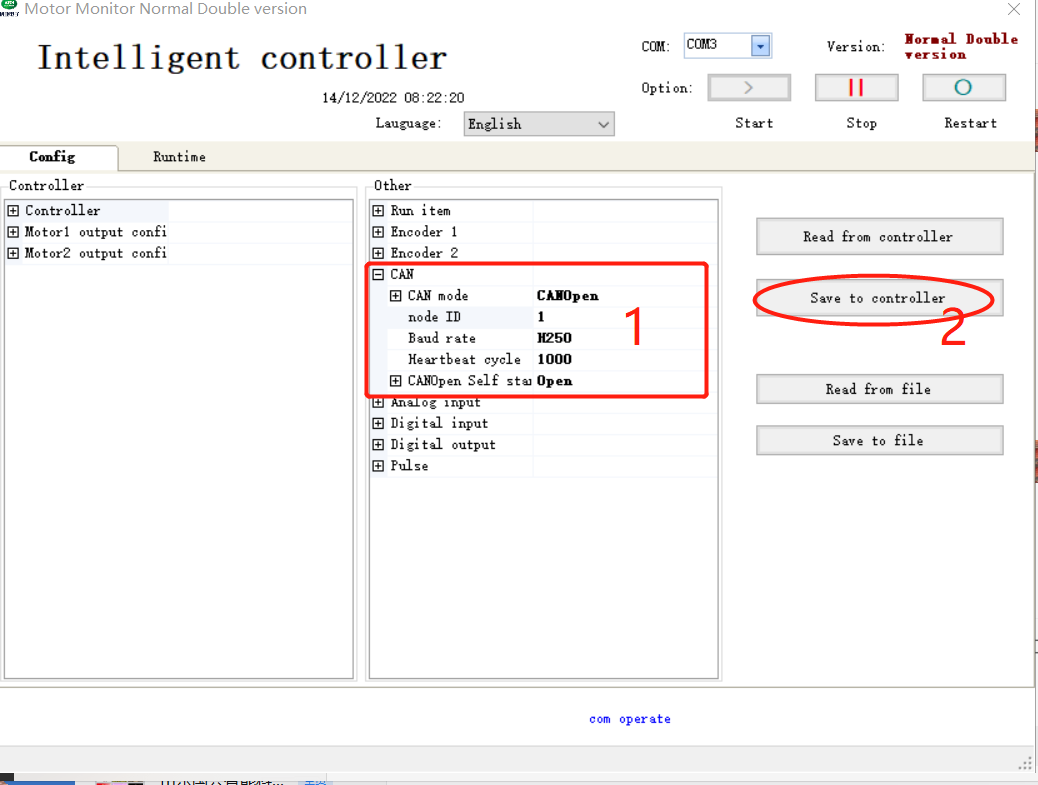 Motor Monitor Normal Double version
Intelligent controller
14/12/2022 08:22:20
Lauguage:
English
COM:
COM3
Version:
Normal Double
version
Option:
Start
Stop
Restart
Config
Runtime
Controller
Controller
Motor1 output confi
Motor2 output confi
Other
Run item
Encoder 1
Encoder 2
CAN
CAN mode CANOpen
node ID 1
Baud rate M250
Heartbeat cycle 1000
CANOpen Self sta Open
Analog input
Digital input
Digital output
Pulse
1
Read from controller
Save to controller
2
Read from file
Save to file
com operate